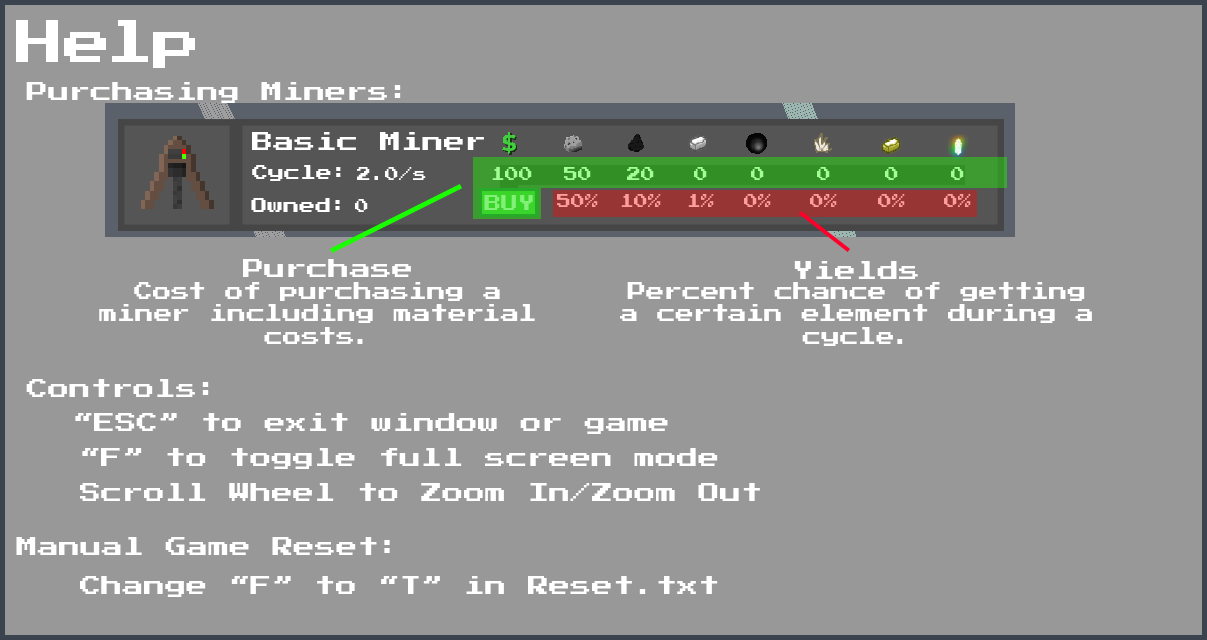 Help
Purchasing Miners:
Basic Miner $
Cycle: 2.0/s 100 50 20 0 0 0 0 0
Owned: 0 BUY 50% 10% 1% 0% 0% 0% 0%
Purchase
Cost of purchasing a
miner including material
costs.
Yields
Percent chance of getting
a certain element during a
cycle.
Controls:
"ESC" to exit window or game
"F" to toggle full screen mode
Scroll Wheel to Zoom In/Zoom Out
Manual Game Reset:
Change "F" to "T" in Reset.txt